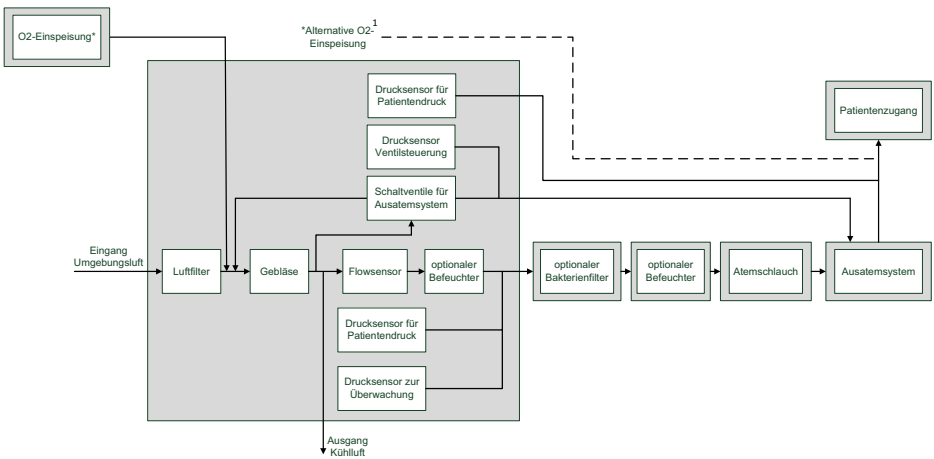 O2-Einspeisung*
*Alternative O2-1
Einspeisung
Drucksensor für
Patientendruck
Patientenzugang
Drucksensor
Ventilsteuerung
Schaltventile für
Ausatemsystem
Eingang
Umgebungsluft
Luftfilter
Gebläse
Flowsensor
optionaler
Befeuchter
optionaler
Bakterienfilter
optionaler
Befeuchter
Atemschlauch
Ausatemsystem
Drucksensor für
Patientendruck
Drucksensor zur
Überwachung
Ausgang
Kühlluft